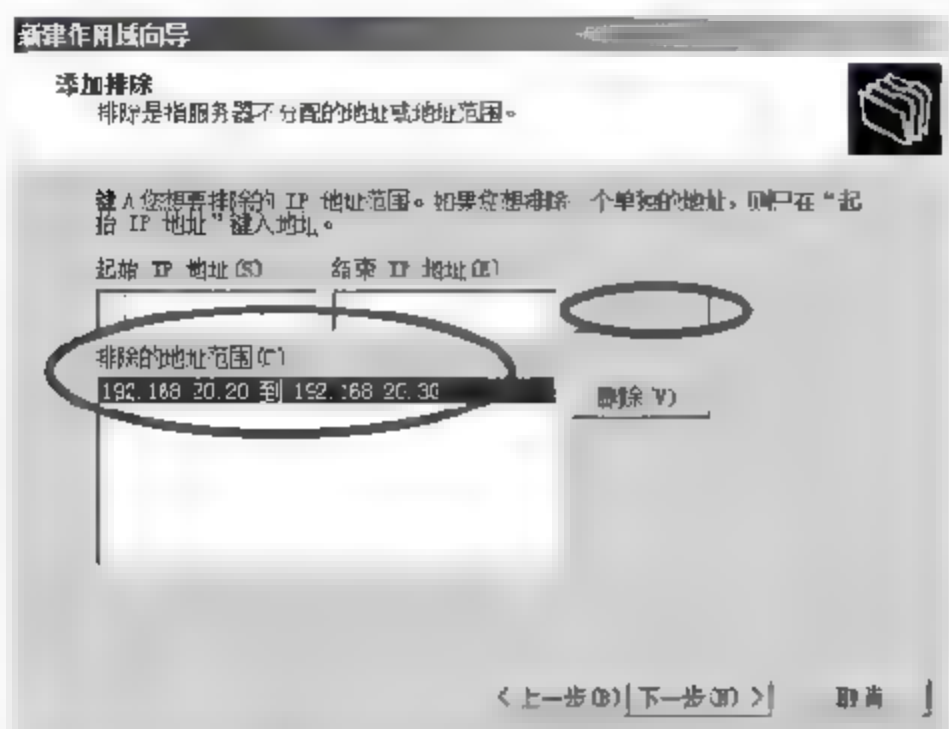 新建作用域向导
添加排除
排除是指服务器不分配的地址或地址范围。
键入您想要排除的 IP 地址范围。如果您想排除 个单独的地址，则只在“起
始 IP 地址”键入地址。
起始 IP 地址(S) 结束 IP 地址(E)
排除的地址范围(C)
192.168 20.20 到 192.168 20.30
删除(V)
< 上一步(B) 下一步(N) > 取消